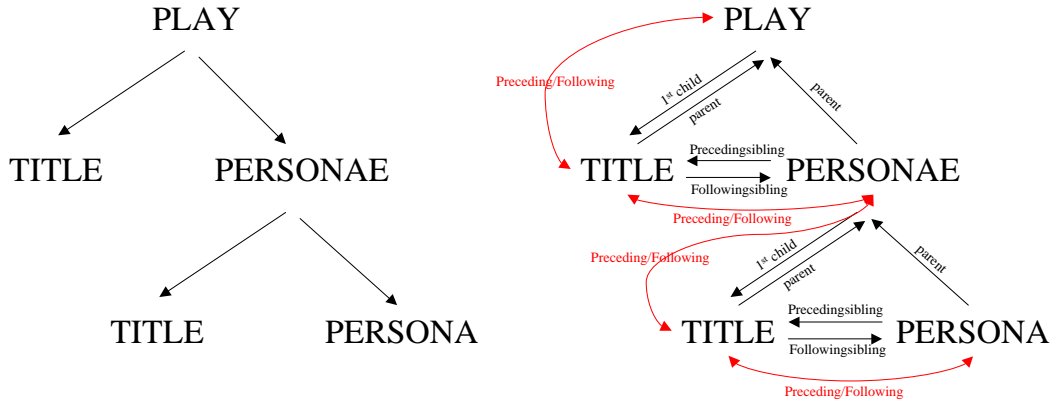 PLAY
TITLE
PERSONAE
TITLE
PERSONA
PLAY
Preceding/Following
1st child
parent
parent
TITLE
Precedingsibling
Followingsibling
PERSONAE
Preceding/Following
Preceding/Following
1st child
parent
parent
TITLE
Precedingsibling
Followingsibling
PERSONA
Preceding/Following